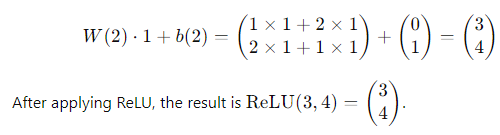 W(2) · 1 + b(2) = (1 × 1 + 2 × 1 2 × 1 + 1 × 1) + (0 1) = (3 4)
After applying ReLU, the result is ReLU(3, 4) = (3 4).